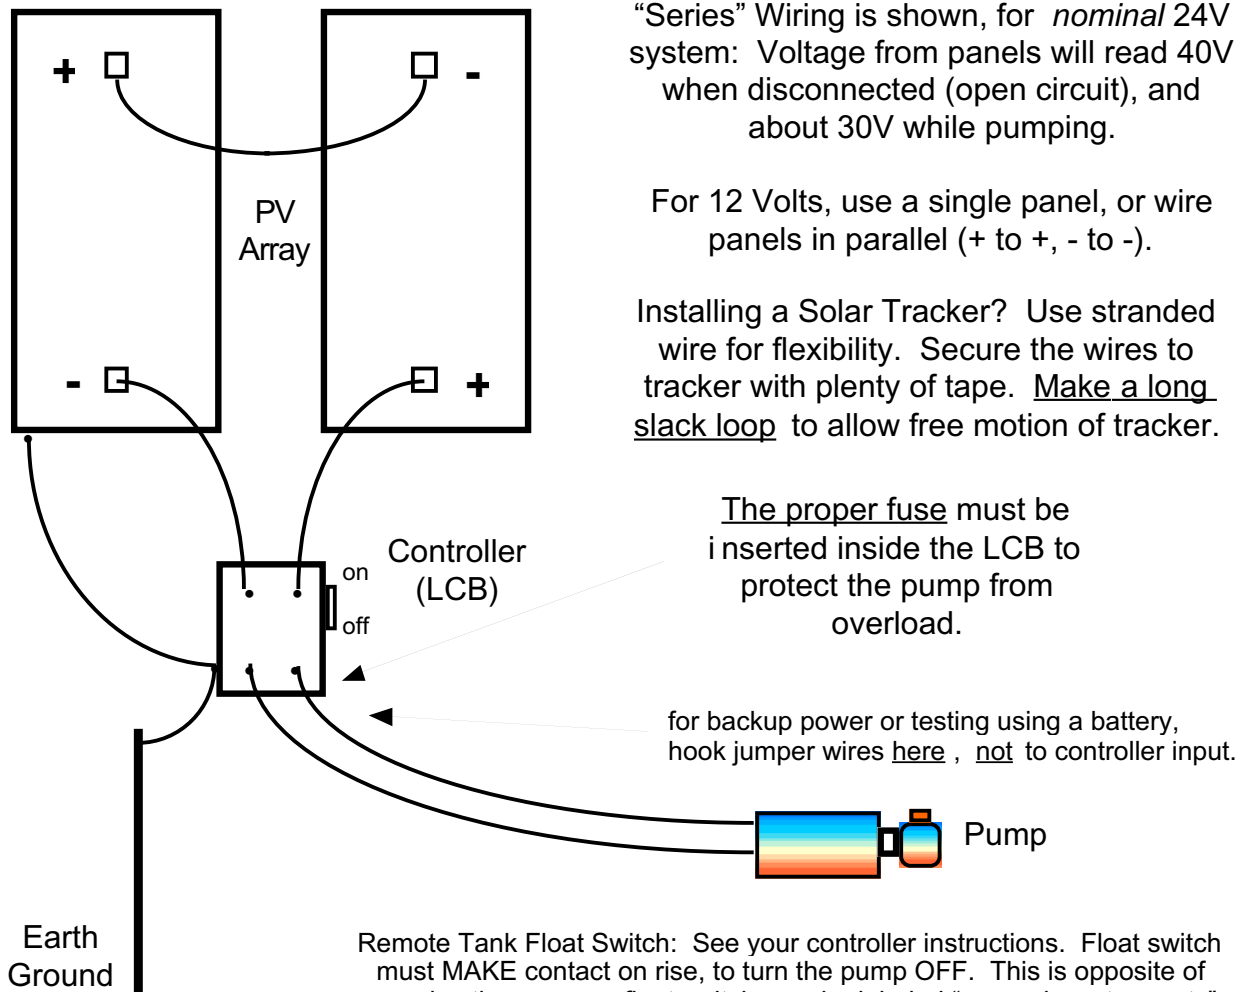 “Series” Wiring is shown, for nominal 24V
system: Voltage from panels will read 40V
when disconnected (open circuit), and
about 30V while pumping.
+
-
PV
Array
For 12 Volts, use a single panel, or wire
panels in parallel (+ to +, - to -).
Installing a Solar Tracker? Use stranded
wire for flexibility. Secure the wires to
tracker with plenty of tape. Make a long
slack loop to allow free motion of tracker.
-
+
The proper fuse must be
i nserted inside the LCB to
protect the pump from
overload.
Controller
(LCB)
on
off
for backup power or testing using a battery,
hook jumper wires here , not to controller input.
Pump
Earth
Ground
Remote Tank Float Switch: See your controller instructions. Float switch
must MAKE contact on rise, to turn the pump OFF. This is opposite of